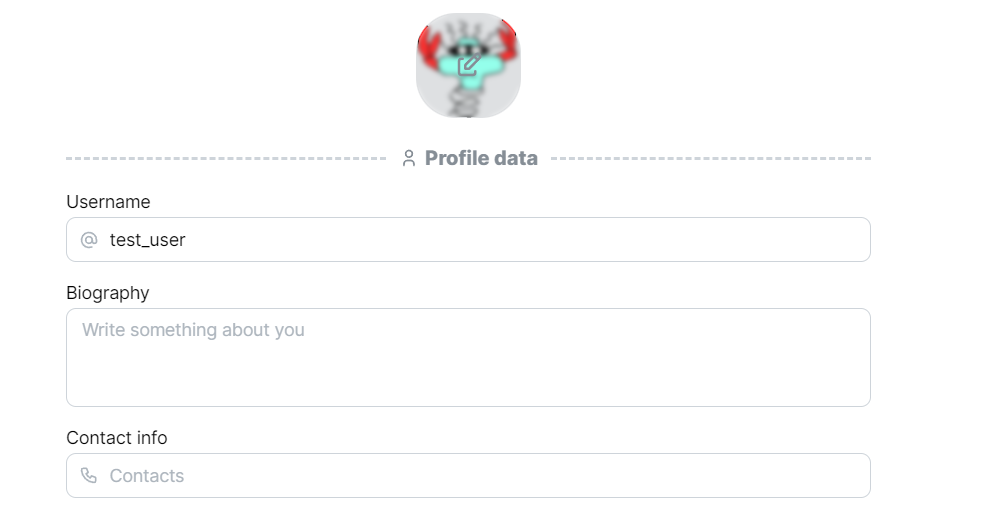 Profile data
Username
@ test_user
Biography
Write something about you
Contact info
Contacts